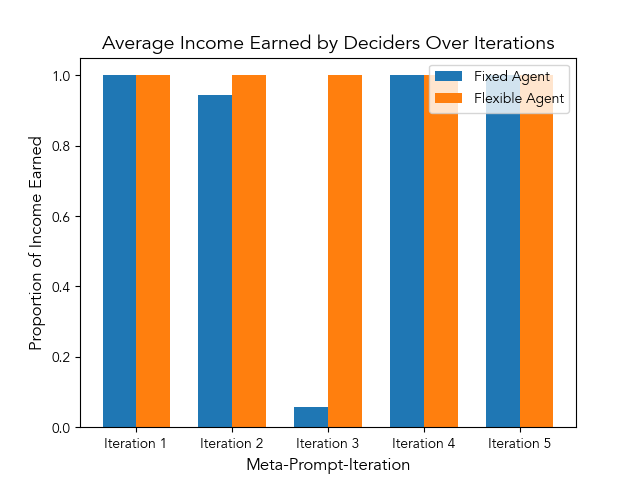 Average Income Earned by Deciders Over Iterations
Fixed Agent
Flexible Agent
Proportion of Income Earned
1.0
0.8
0.6
0.4
0.2
0.0
Iteration 1
Iteration 2
Iteration 3
Iteration 4
Iteration 5
Meta-Prompt-Iteration